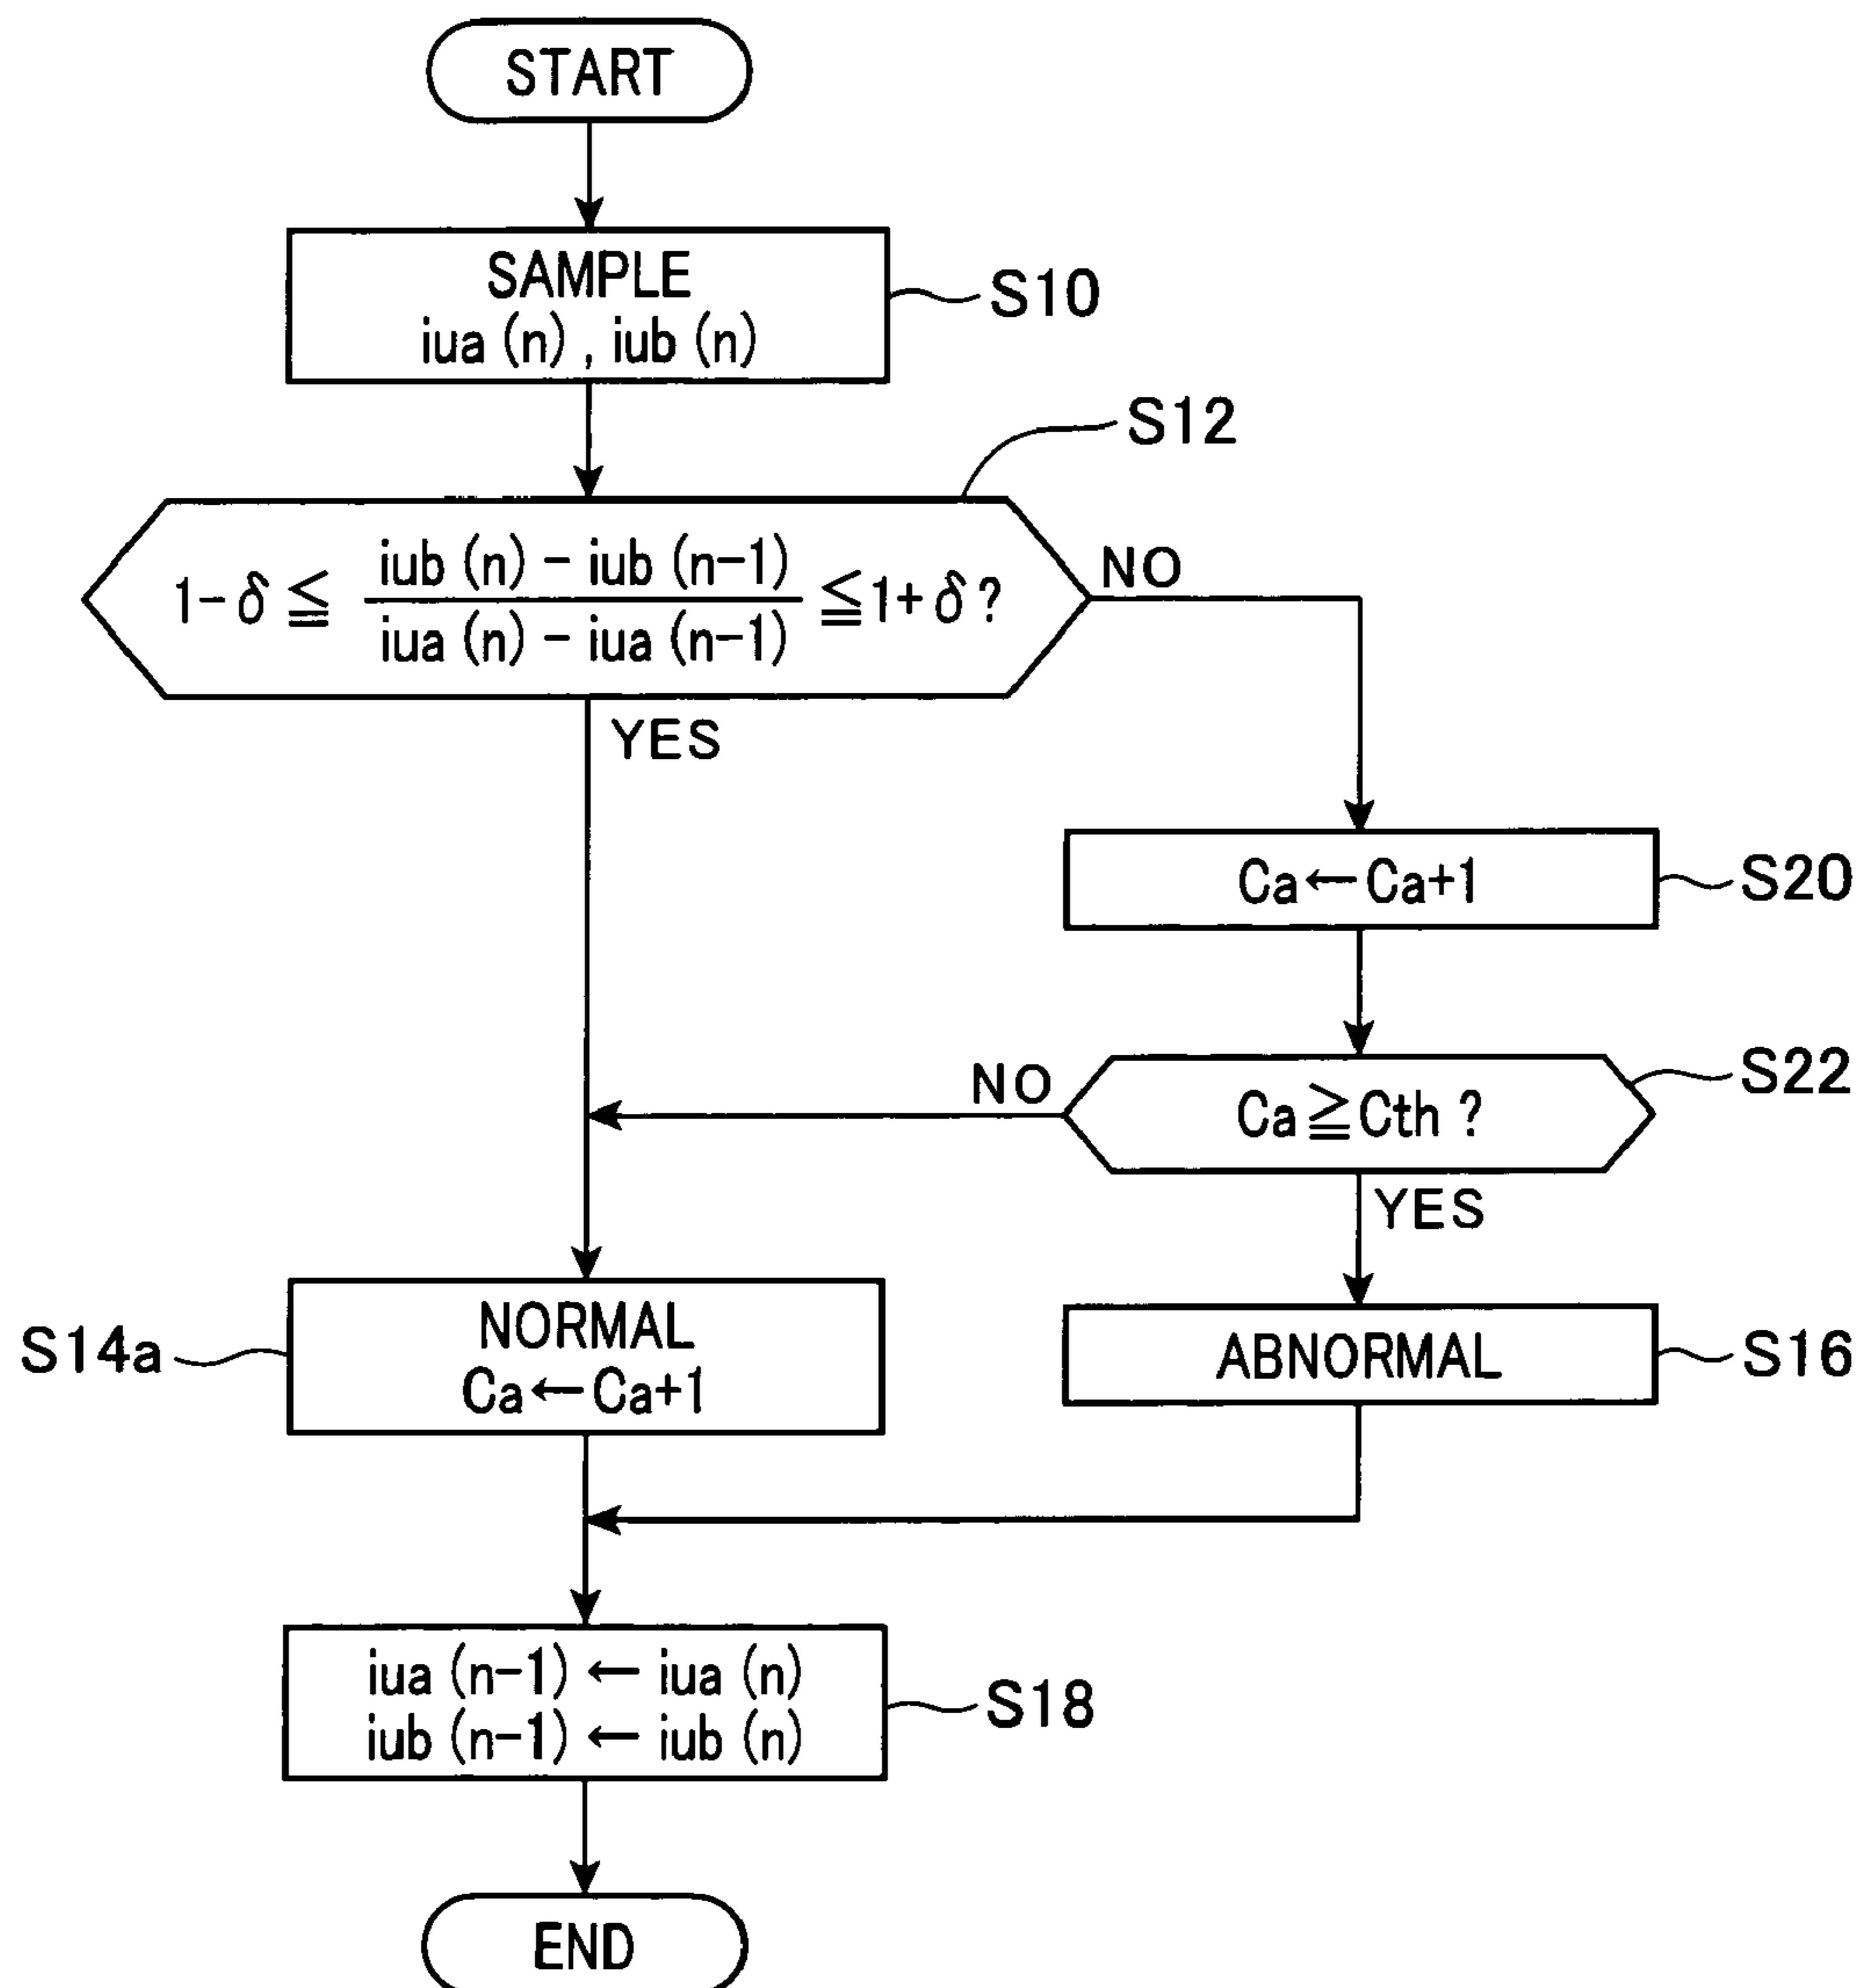 START
SAMPLE
iua (n) , iub (n)
S10
S12
1-δ ≦ iub (n) - iub (n-1) / iua (n) - iua (n-1) ≦ 1+δ ?
NO
YES
Ca←Ca+1
S20
Ca≧Cth ?
S22
NO
YES
NORMAL
Ca←Ca+1
S14a
ABNORMAL
S16
iua (n-1) ← iua (n)
iub (n-1) ← iub (n)
S18
END